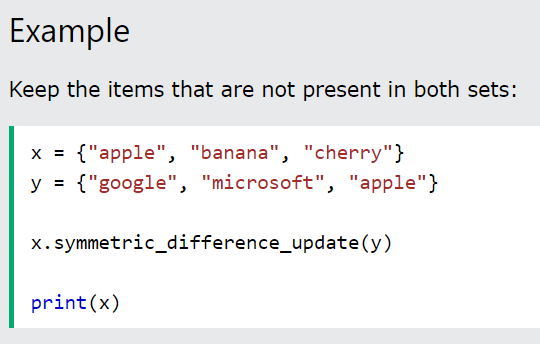 Example
Keep the items that are not present in both sets:
x = {"apple", "banana", "cherry"}
y = {"google", "microsoft", "apple"}
x.symmetric_difference_update(y)
print(x)